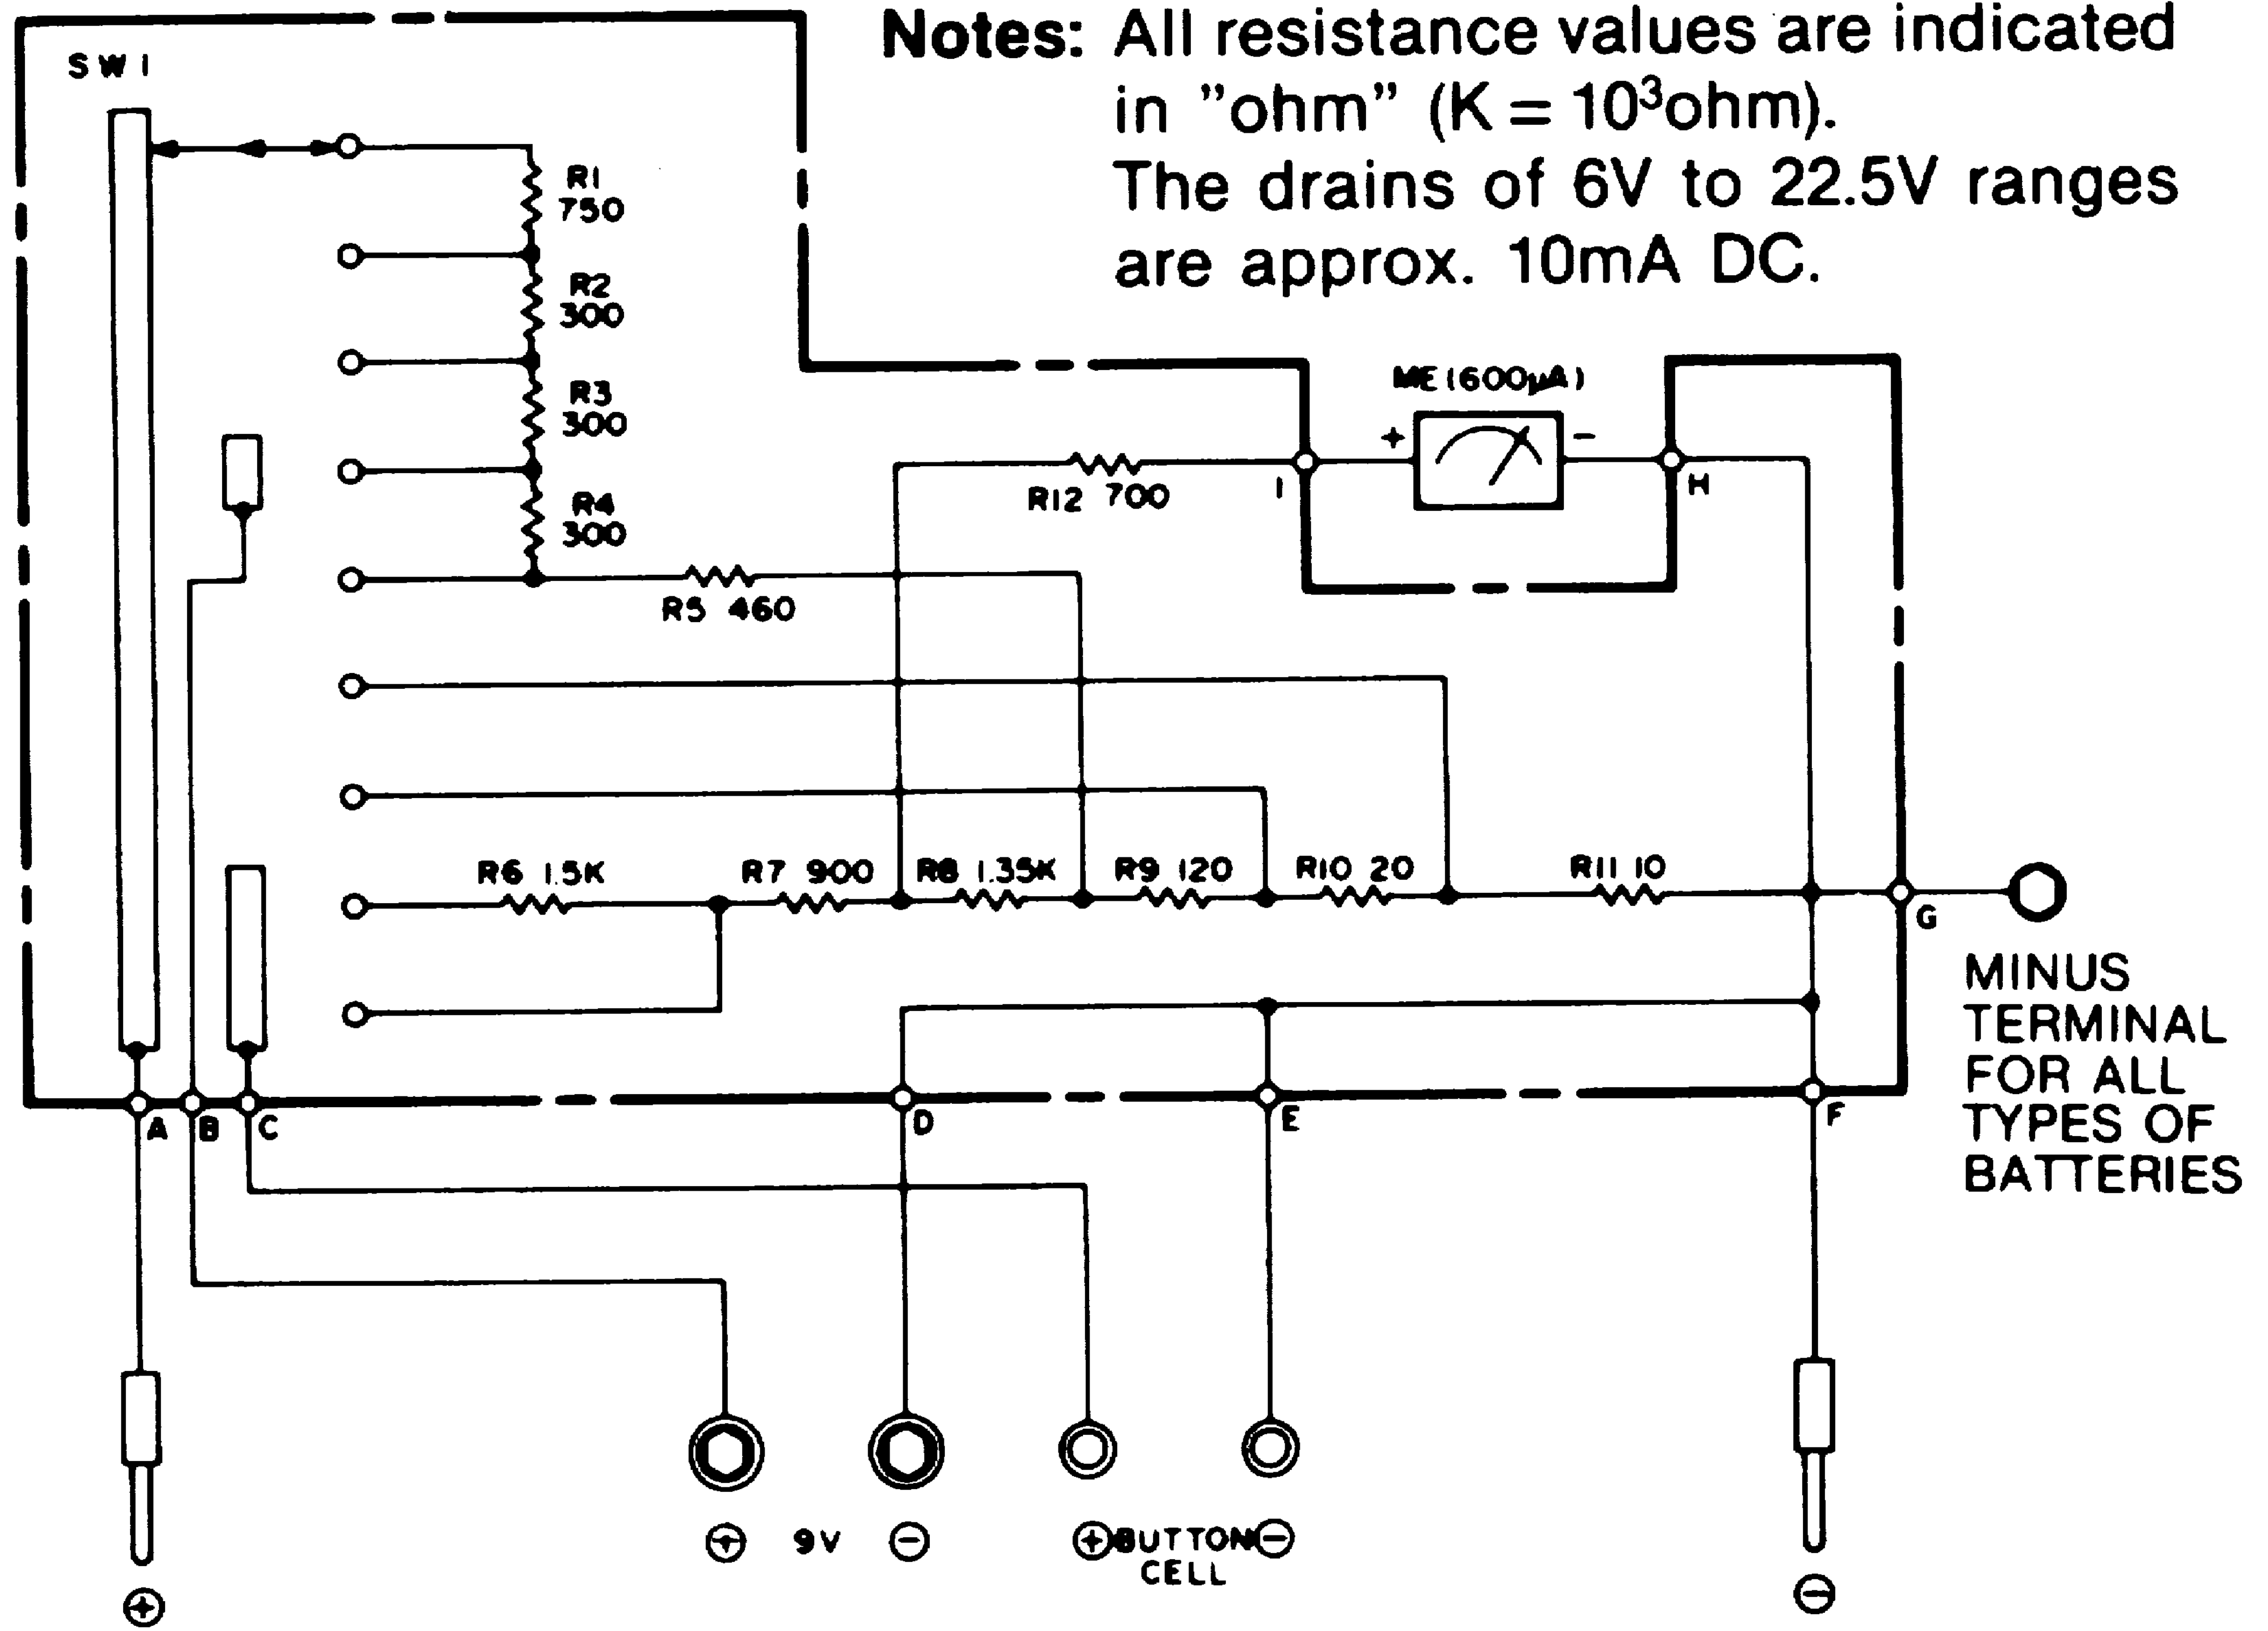 Notes: All resistance values are indicated
in "ohm" (K = 10³ohm).
The drains of 6V to 22.5V ranges
are approx. 10mA DC.
SW1
R1
750
R2
300
R3
300
R4
300
ME(600μA)
+ −
I
H
R12 700
R5 460
R6 1.5K
R7 900
R8 1.35K
R9 120
R10 20
R11 10
G
MINUS
TERMINAL
FOR ALL
TYPES OF
BATTERIES
A B C D E F
+ 9V − + BUTTON −
CELL
+ −